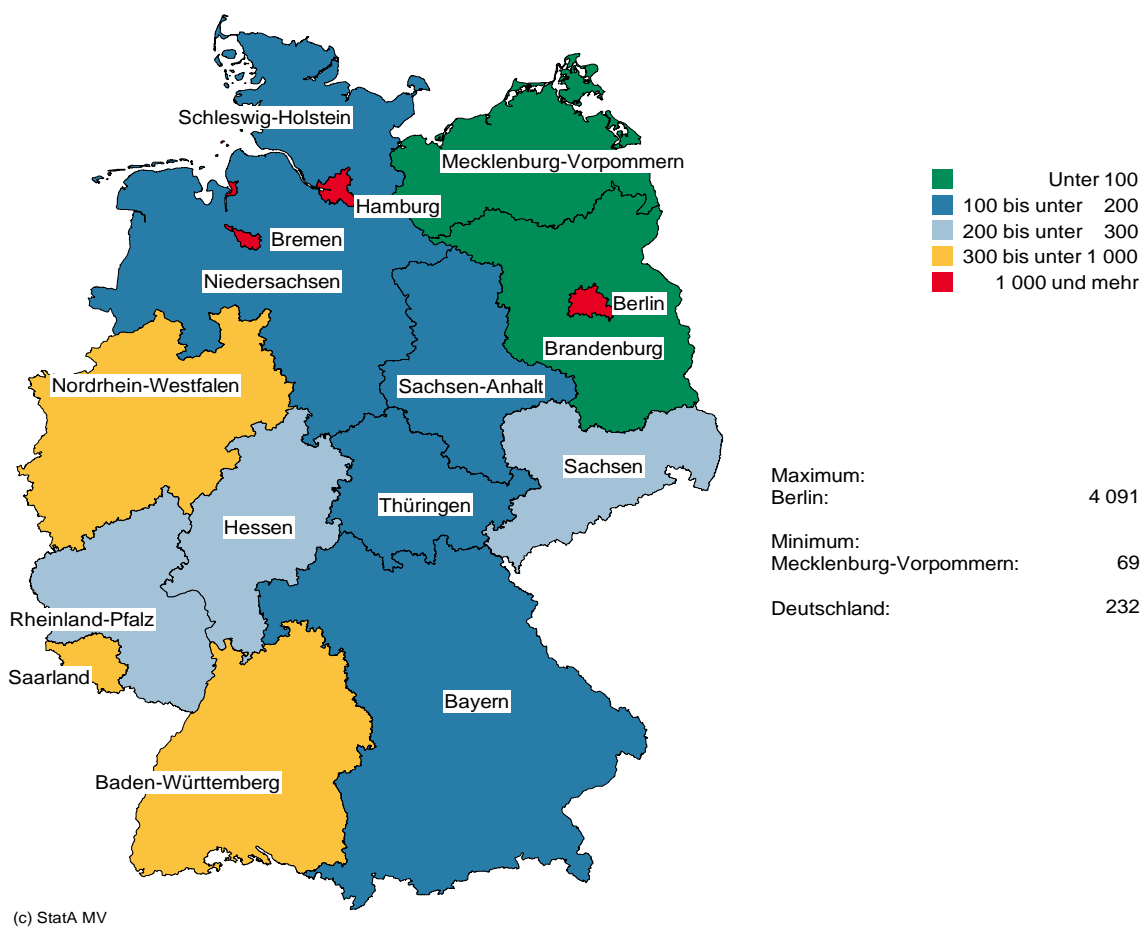 Schleswig-Holstein
Mecklenburg-Vorpommern
Hamburg
Bremen
Niedersachsen
Berlin
Brandenburg
Nordrhein-Westfalen
Sachsen-Anhalt
Sachsen
Thüringen
Hessen
Rheinland-Pfalz
Saarland
Bayern
Baden-Württemberg
Unter 100
100 bis unter 200
200 bis unter 300
300 bis unter 1 000
1 000 und mehr
Maximum:
Berlin: 4 091
Minimum:
Mecklenburg-Vorpommern: 69
Deutschland: 232
(c) StatA MV